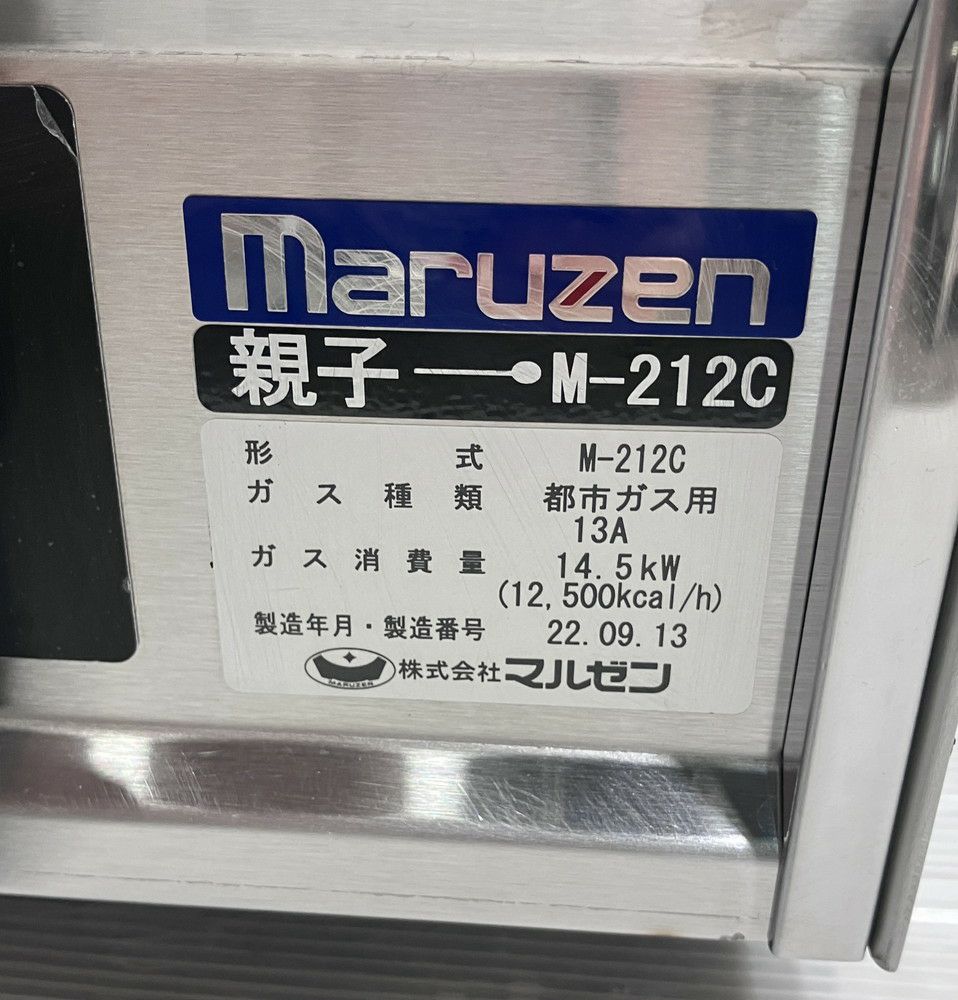 maruzen
親子 M-212C
形式 M-212C
ガス種類 都市ガス用
13A
ガス消費量 14.5kW
(12,500kcal/h)
製造年月・製造番号 22.09.13
MARUZEN 株式会社マルゼン